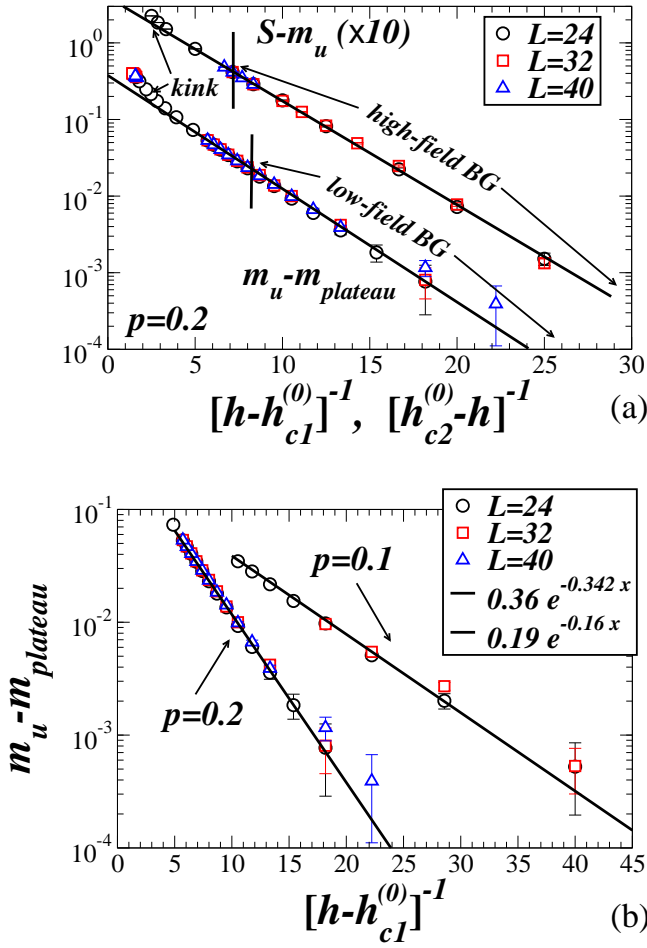 10^0
10^-1
10^-2
10^-3
10^-4
S-m_u (×10)
L=24
L=32
L=40
kink
high-field BG
low-field BG
m_u-m_plateau
p=0.2
0 5 10 15 20 25 30
[h-h_c1^(0)]^-1, [h_c2^(0)-h]^-1
(a)
10^-1
10^-2
10^-3
10^-4
m_u-m_plateau
L=24
L=32
L=40
0.36 e^-0.342 x
0.19 e^-0.16 x
p=0.1
p=0.2
0 5 10 15 20 25 30 35 40 45
[h-h_c1^(0)]^-1
(b)